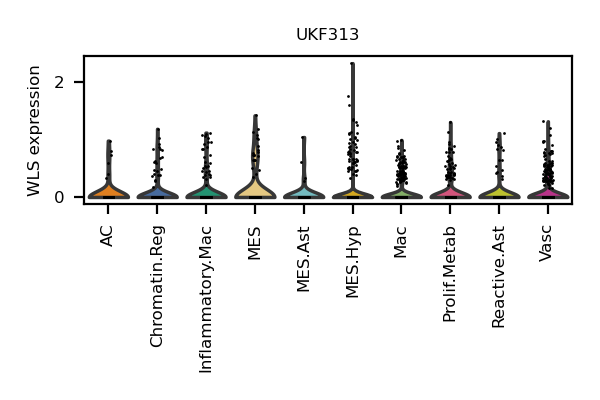 UKF313
WLS expression
2
0
AC
Chromatin.Reg
Inflammatory.Mac
MES
MES.Ast
MES.Hyp
Mac
Prolif.Metab
Reactive.Ast
Vasc